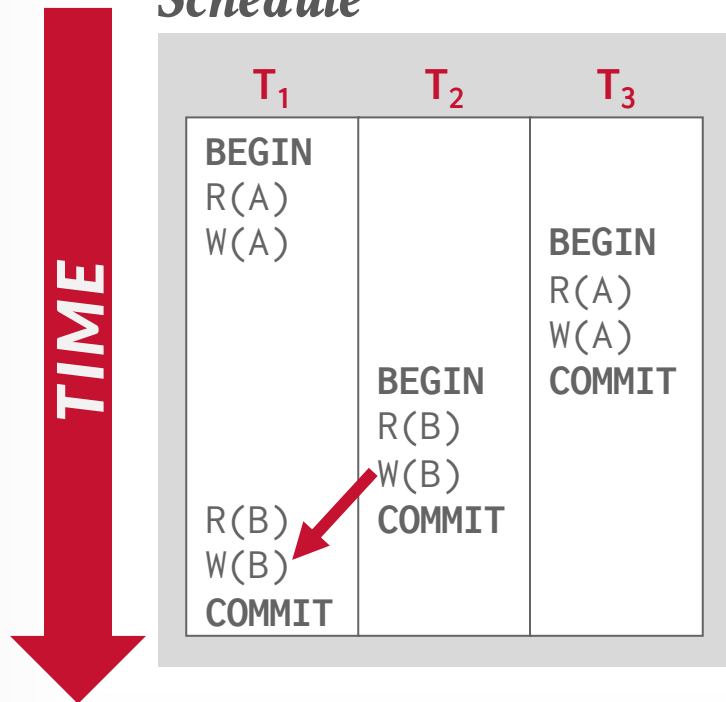 Schedule
TIME
T₁ T₂ T₃
BEGIN
R(A)
W(A) BEGIN
R(A)
W(A)
BEGIN COMMIT
R(B)
W(B)
R(B) COMMIT
W(B)
COMMIT